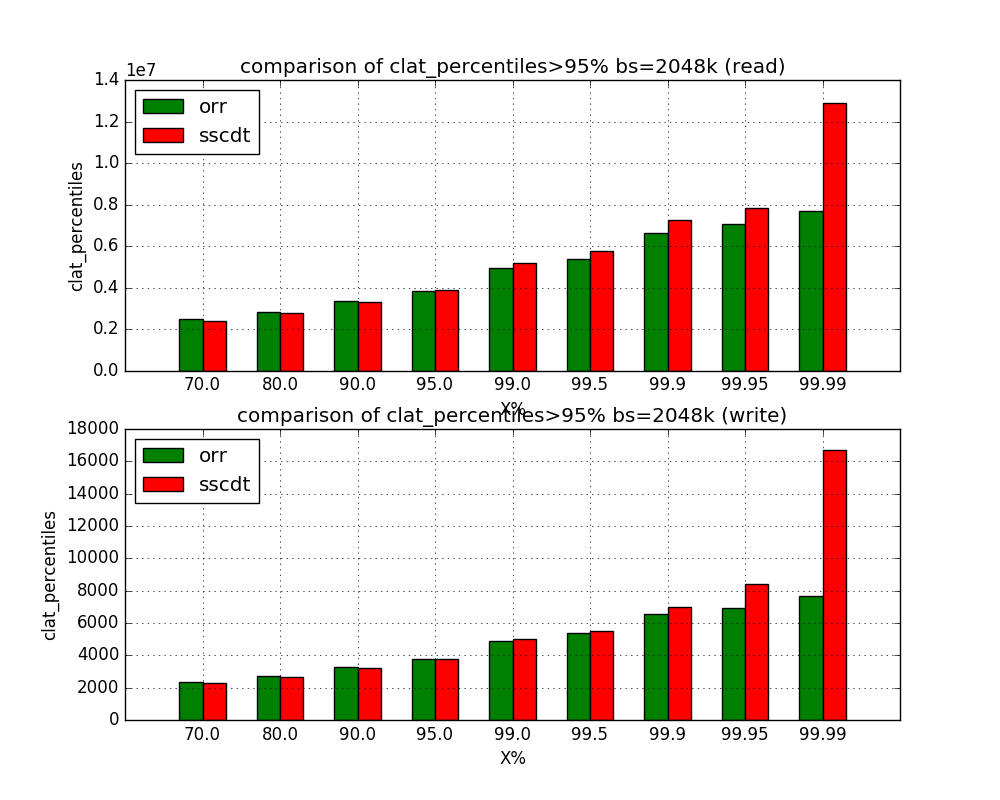 comparison of clat_percentiles>95% bs=2048k (read)
1e7
1.4
1.2
1.0
0.8
0.6
0.4
0.2
0.0
clat_percentiles
orr
sscdt
70.0 80.0 90.0 95.0 99.0 99.5 99.9 99.95 99.99
X%
comparison of clat_percentiles>95% bs=2048k (write)
18000
16000
14000
12000
10000
8000
6000
4000
2000
0
clat_percentiles
orr
sscdt
70.0 80.0 90.0 95.0 99.0 99.5 99.9 99.95 99.99
X%